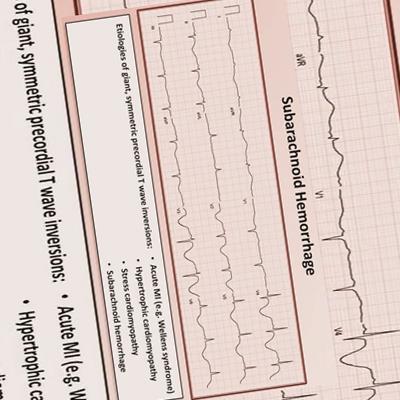 Subarachnoid Hemorrhage
aVR
V1
V4
Etiologies of giant, symmetric precordial T wave inversions:
• Acute MI (e.g. Wellens syndrome)
• Hypertrophic cardiomyopathy
• Stress cardiomyopathy
• Subarachnoid hemorrhage
of giant, symmetric precordial T wave inversions:
• Acute MI (e.g. W
• Hypertrophic ca